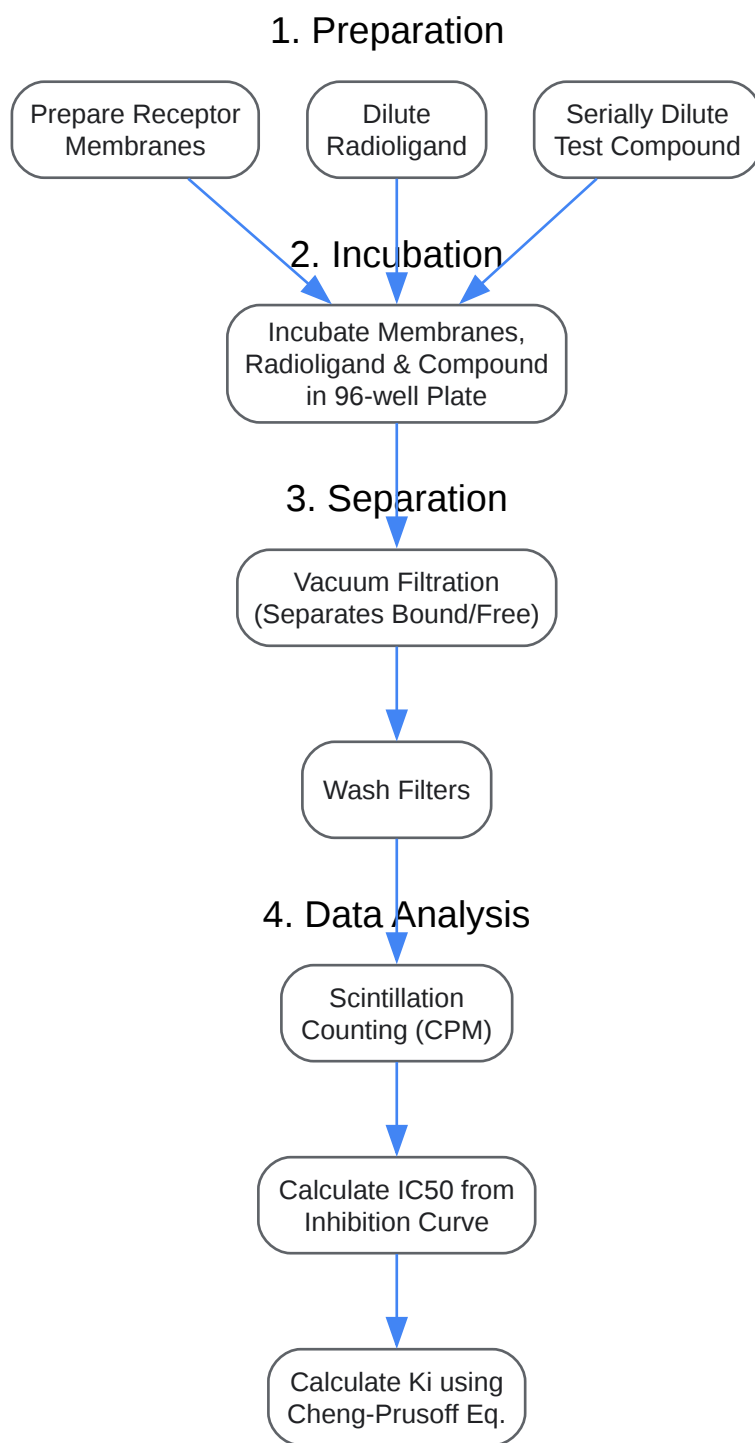 1. Preparation
Prepare Receptor
Membranes
Dilute
Radioligand
Serially Dilute
Test Compound
2. Incubation
Incubate Membranes,
Radioligand & Compound
in 96-well Plate
3. Separation
Vacuum Filtration
(Separates Bound/Free)
Wash Filters
4. Data Analysis
Scintillation
Counting (CPM)
Calculate IC50 from
Inhibition Curve
Calculate Ki using
Cheng-Prusoff Eq.